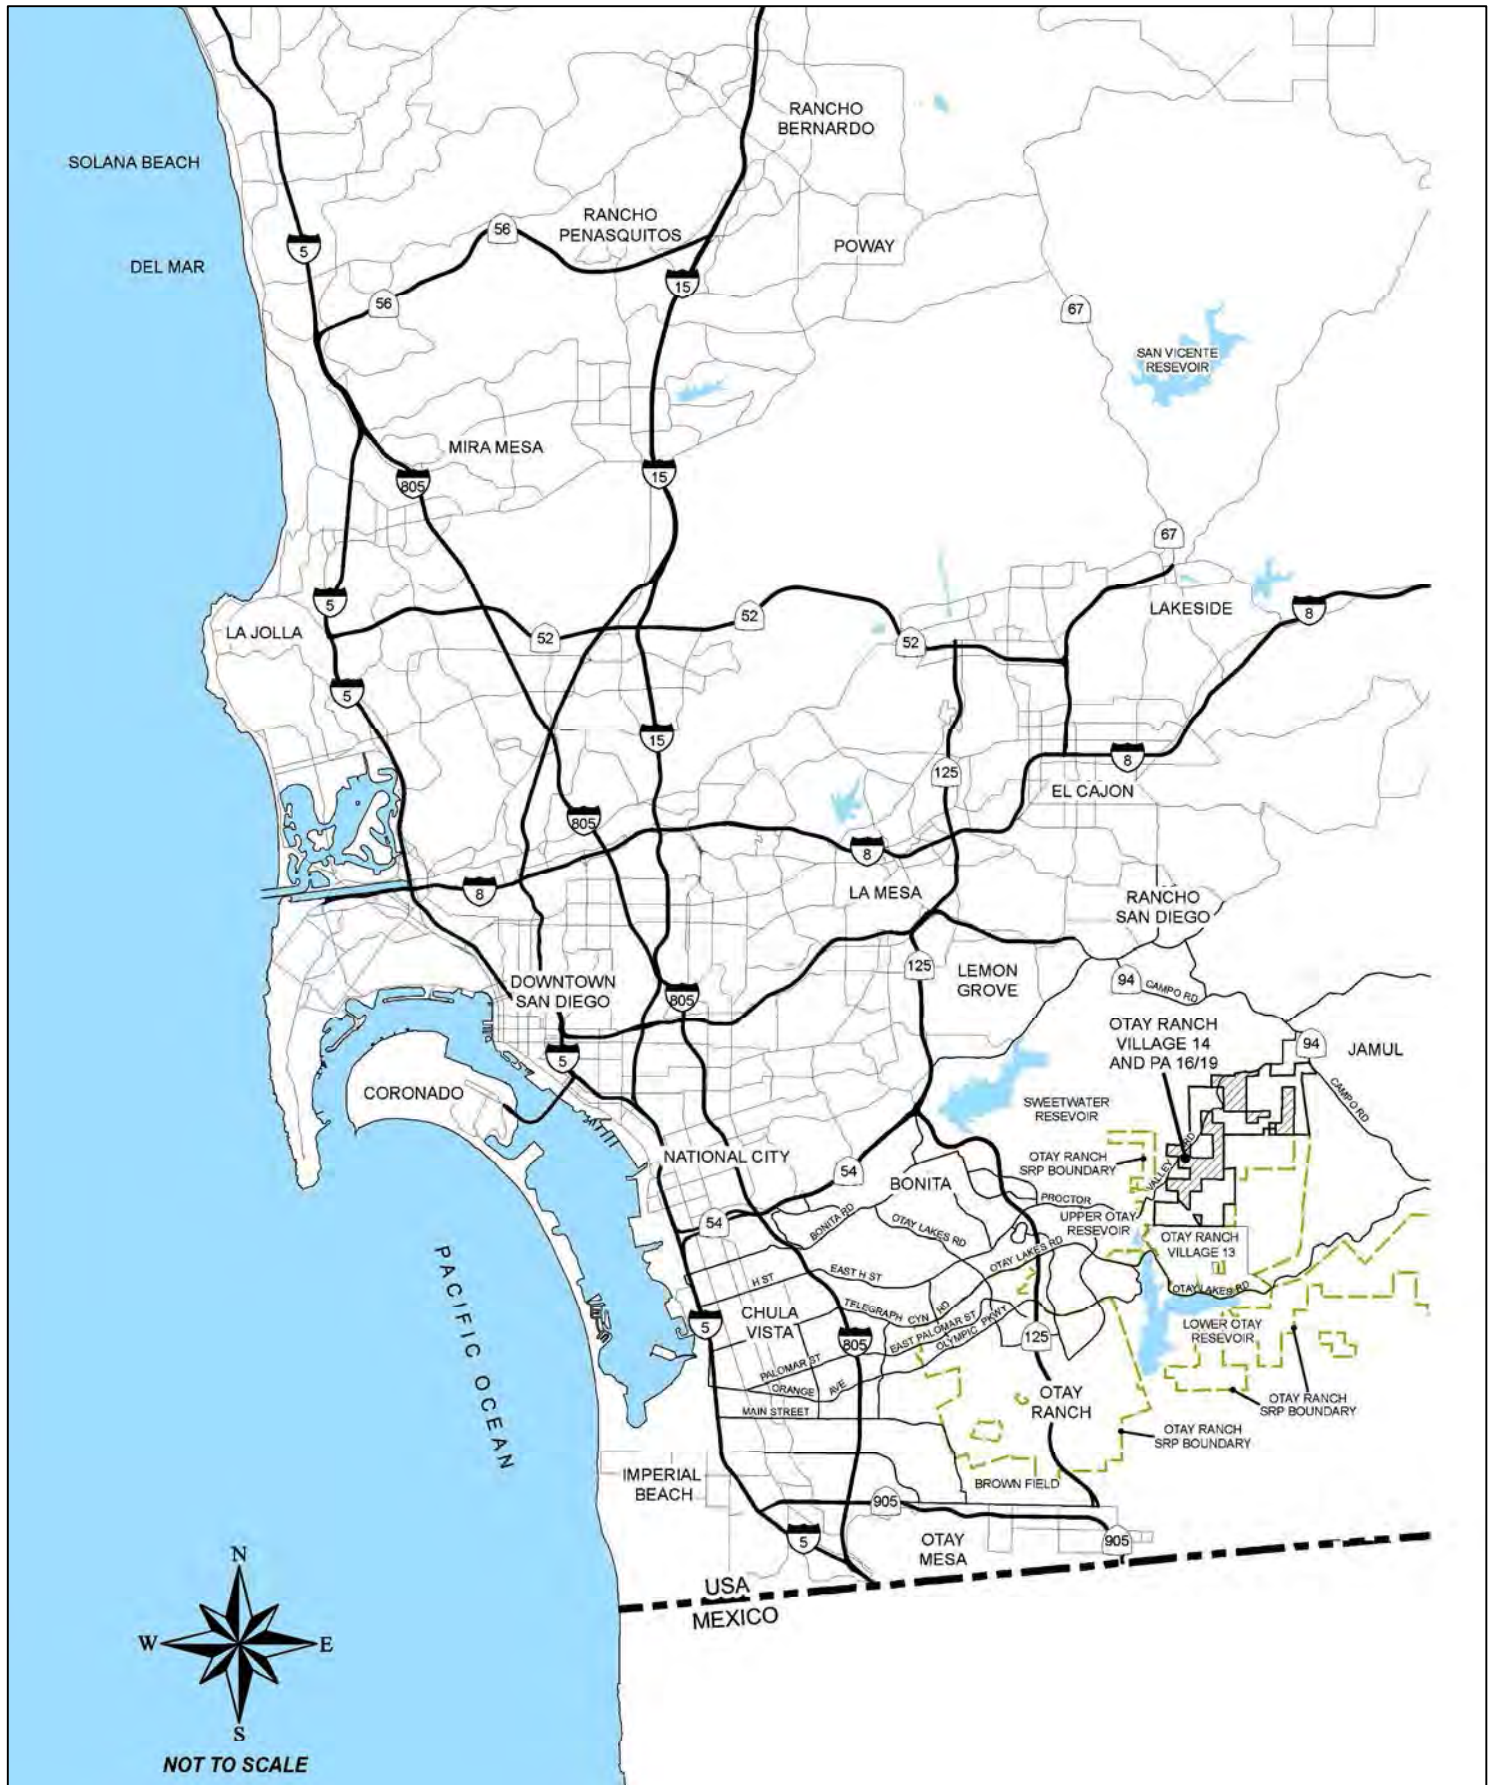 RANCHO
BERNARDO
SOLANA BEACH
RANCHO
PENASQUITOS
56
5
POWAY
DEL MAR
15
56
67
SAN VICENTE
RESEVOIR
MIRA MESA
15
805
67
5
LAKESIDE
8
52
LA JOLLA
52
52
5
15
8
125
EL CAJON
805
8
8
LA MESA
RANCHO
SAN DIEGO
125
LEMON
GROVE
94
CAMPO RD
DOWNTOWN
SAN DIEGO
805
OTAY RANCH
VILLAGE 14
AND PA 16/19
94
JAMUL
5
CORONADO
CAMPO RD
SWEETWATER
RESEVOIR
NATIONAL CITY
OTAY RANCH
SRP BOUNDARY
VALLEY RD
54
BONITA
PROCTOR
54
BONITA RD
OTAY LAKES RD
UPPER OTAY
RESEVOIR
OTAY RANCH
VILLAGE 13
OTAY LAKES RD
EAST H ST
H ST
OTAY LAKES RD
TELEGRAPH CYN RD
CHULA
VISTA
5
805
EAST PALOMAR ST
OLYMPIC PKWY
125
LOWER OTAY
RESEVOIR
PALOMAR ST
ORANGE AVE
MAIN STREET
OTAY
RANCH
OTAY RANCH
SRP BOUNDARY
OTAY RANCH
SRP BOUNDARY
PACIFIC OCEAN
IMPERIAL
BEACH
BROWN FIELD
905
5
OTAY
MESA
905
USA
MEXICO
N
W
E
S
NOT TO SCALE